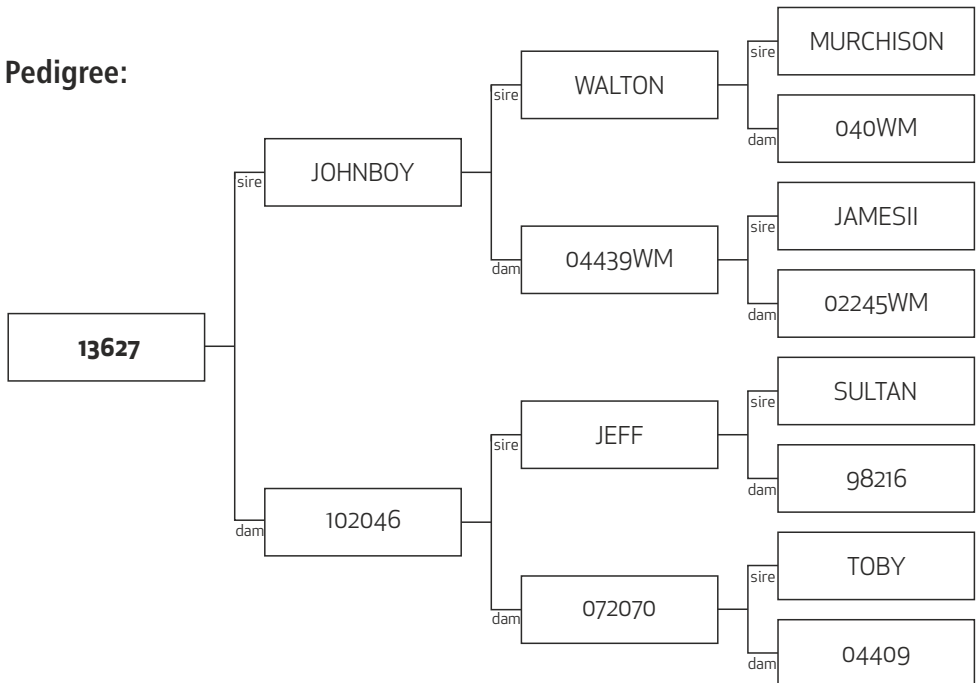 Pedigree:
13627
sire
JOHNBOY
dam
102046
sire
WALTON
dam
04439WM
sire
JEFF
dam
072070
sire
MURCHISON
dam
040WM
sire
JAMESII
dam
02245WM
sire
SULTAN
dam
98216
sire
TOBY
dam
04409